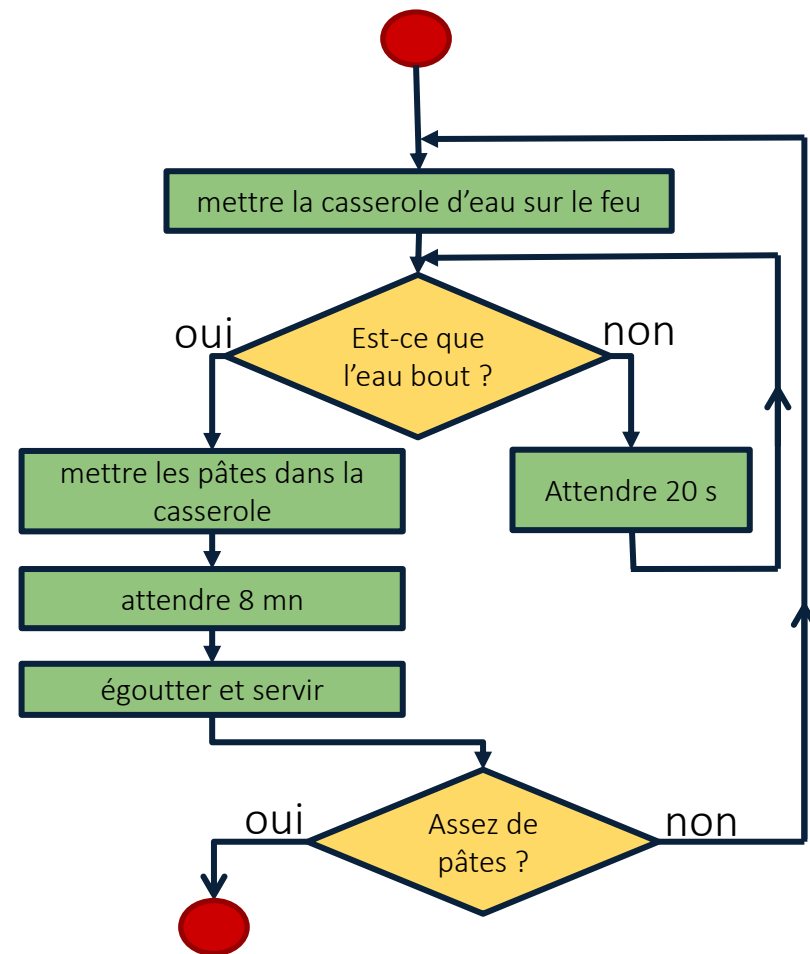 mettre la casserole d’eau sur le feu
oui
non
Est-ce que
l’eau bout ?
mettre les pâtes dans la
casserole
Attendre 20 s
attendre 8 mn
égoutter et servir
oui
non
Assez de
pâtes ?